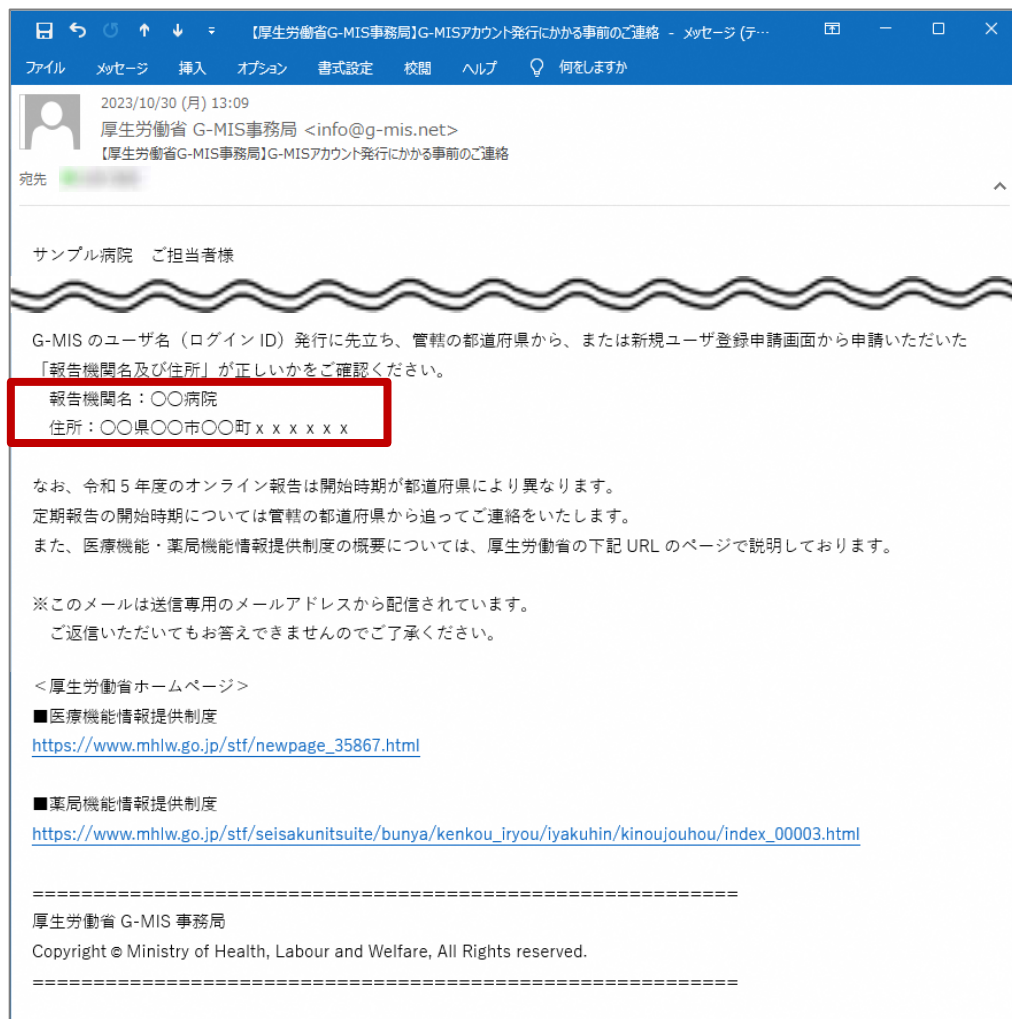 【厚生労働省G-MIS事務局】G-MISアカウント発行にかかる事前のご連絡 - メッセージ (テ…
ファイル メッセージ 挿入 オプション 書式設定 校閲 ヘルプ 何をしますか
2023/10/30 (月) 13:09
厚生労働省 G-MIS事務局 <info@g-mis.net>
【厚生労働省G-MIS事務局】G-MISアカウント発行にかかる事前のご連絡
宛先
サンプル病院 ご担当者様
G-MIS のユーザ名（ログイン ID）発行に先立ち、管轄の都道府県から、または新規ユーザ登録申請画面から申請いただいた
「報告機関名及び住所」が正しいかをご確認ください。
報告機関名：〇〇病院
住所：〇〇県〇〇市〇〇町ｘｘｘｘｘｘ
なお、令和５年度のオンライン報告は開始時期が都道府県により異なります。
定期報告の開始時期については管轄の都道府県から追ってご連絡をいたします。
また、医療機能・薬局機能情報提供制度の概要については、厚生労働省の下記 URL のページで説明しております。
※このメールは送信専用のメールアドレスから配信されています。
ご返信いただいてもお答えできませんのでご了承ください。
＜厚生労働省ホームページ＞
■医療機能情報提供制度
https://www.mhlw.go.jp/stf/newpage_35867.html
■薬局機能情報提供制度
https://www.mhlw.go.jp/stf/seisakunitsuite/bunya/kenkou_iryou/iyakuhin/kinoujouhou/index_00003.html
==========================================================
厚生労働省 G-MIS 事務局
Copyright © Ministry of Health, Labour and Welfare, All Rights reserved.
==========================================================